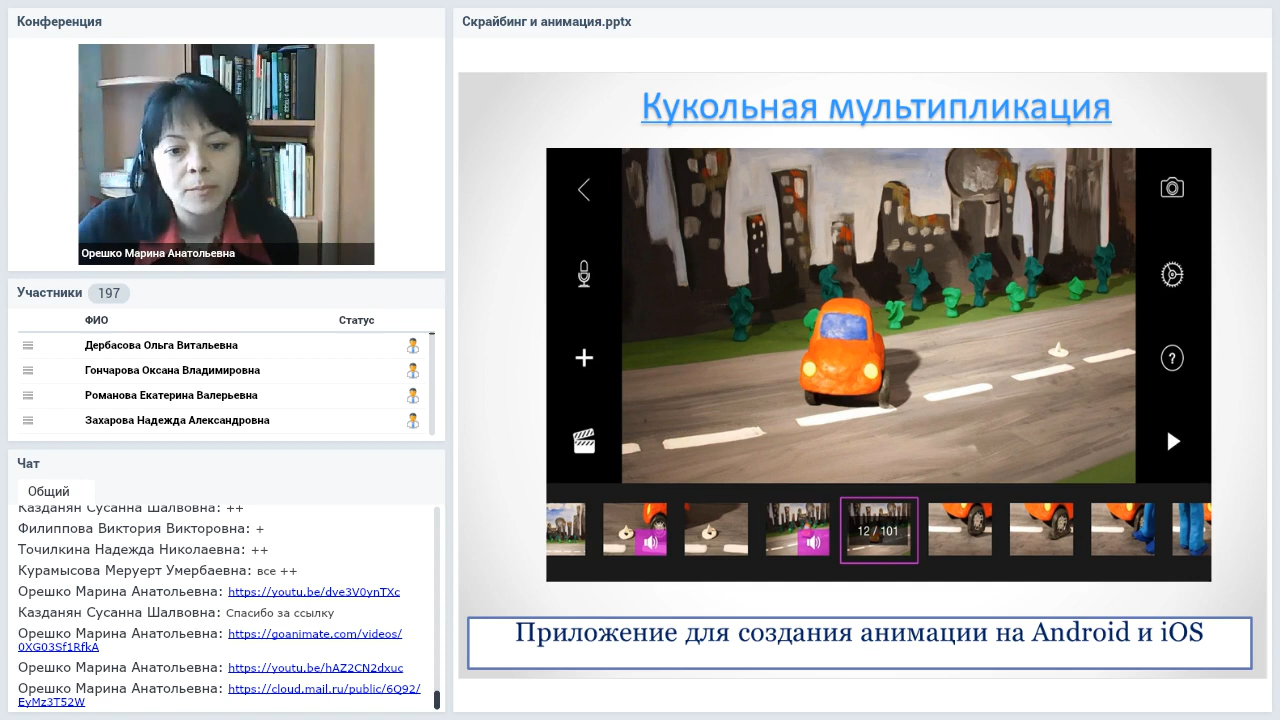 Конференция
Орешко Марина Анатольевна
Участники 197
ФИО Статус
Дербасова Ольга Витальевна
Гончарова Оксана Владимировна
Романова Екатерина Валерьевна
Захарова Надежда Александровна
Чат
Общий
Казданян Сусанна Шалвовна: ++
Филиппова Виктория Викторовна: +
Точилкина Надежда Николаевна: ++
Курамысова Меруерт Умербаевна: все ++
Орешко Марина Анатольевна: https://youtu.be/dve3V0ynTXc
Казданян Сусанна Шалвовна: Спасибо за ссылку
Орешко Марина Анатольевна: https://goanimate.com/videos/
0XG03Sf1RfkA
Орешко Марина Анатольевна: https://youtu.be/hAZ2CN2dxuc
Орешко Марина Анатольевна: https://cloud.mail.ru/public/6Q92/
EyMz3T52W
Скрайбинг и анимация.pptx
Кукольная мультипликация
?
12 / 101
Приложение для создания анимации на Android и iOS